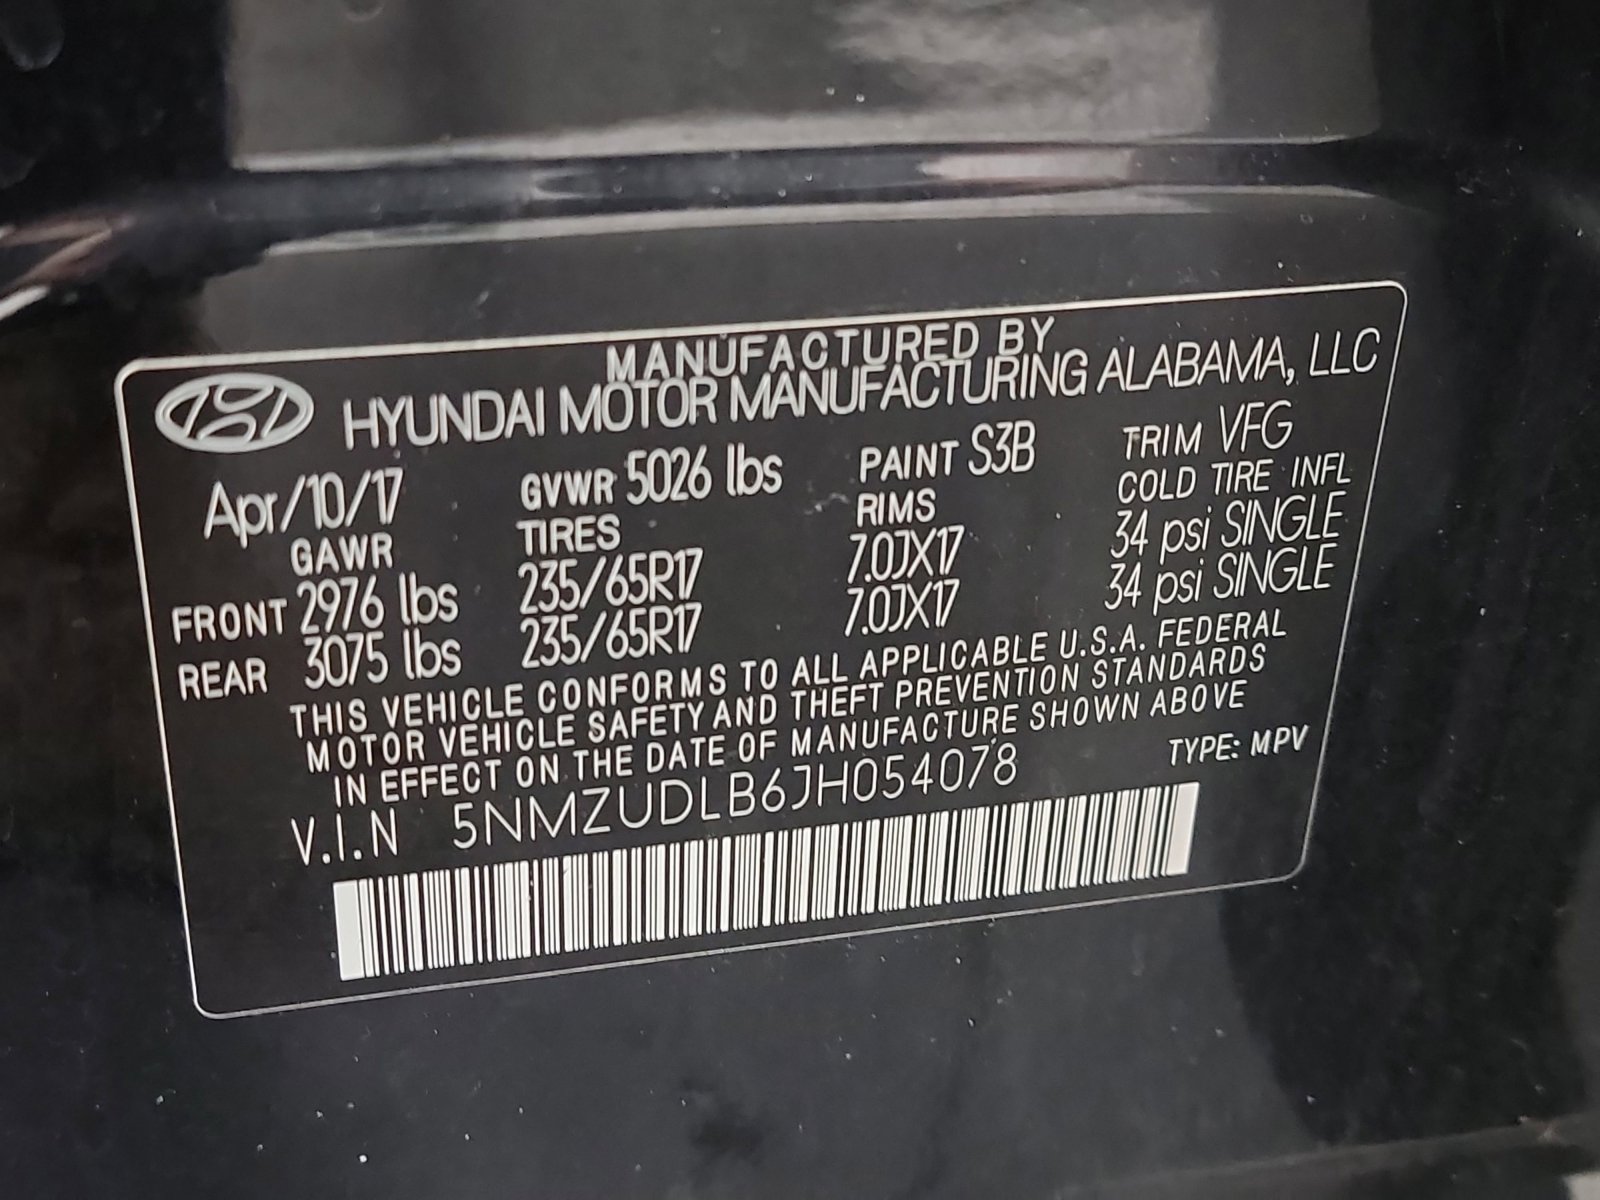 MANUFACTURED BY
HYUNDAI MOTOR MANUFACTURING ALABAMA, LLC
Apr/10/17 GVWR 5026 lbs PAINT S3B TRIM VFG
GAWR TIRES RIMS COLD TIRE INFL
FRONT 2976 lbs 235/65R17 7.0JX17 34 psi SINGLE
REAR 3075 lbs 235/65R17 7.0JX17 34 psi SINGLE
THIS VEHICLE CONFORMS TO ALL APPLICABLE U.S.A. FEDERAL
MOTOR VEHICLE SAFETY AND THEFT PREVENTION STANDARDS
IN EFFECT ON THE DATE OF MANUFACTURE SHOWN ABOVE
V.I.N 5NMZUDLB6JH054078 TYPE: MPV